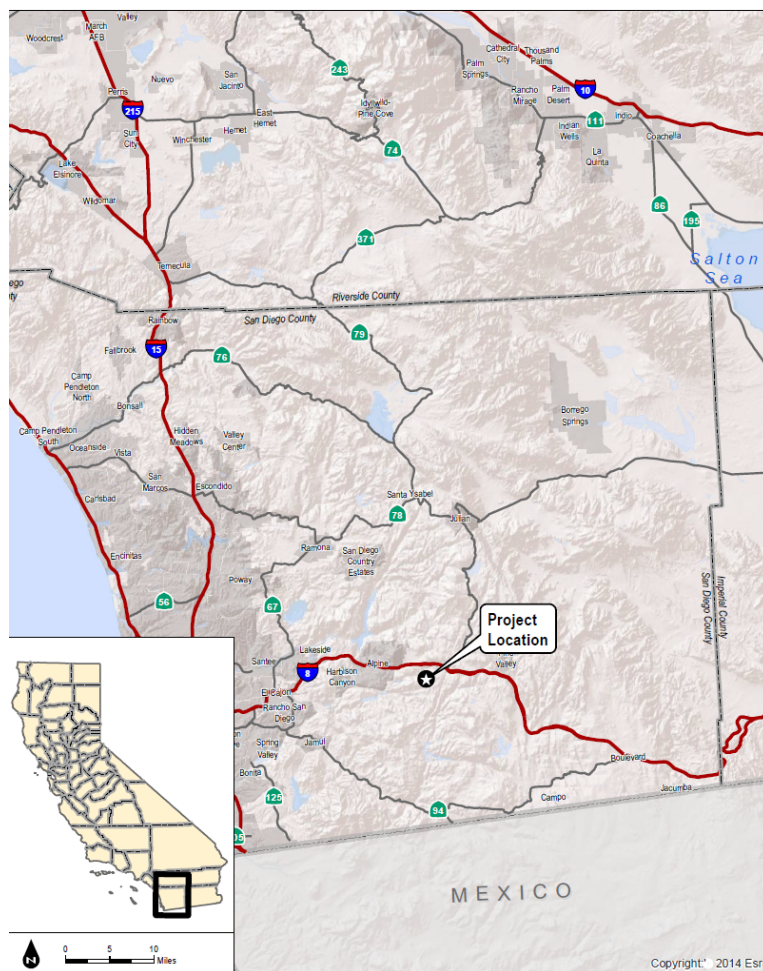 Valley
March
AFB
Woodcrest
Nuevo
San
Jacinto
243
Cathedral
City
Thousand
Palms
Palm
Springs
Perris
215
Idyllwild-
Pine Cove
10
Rancho
Mirage
Palm
Desert
East
Hemet
Sun
City
Winchester
Hemet
111
Indio
Indian
Wells
Coachella
74
La
Quinta
Lake
Elsinore
Wildomar
86
195
371
Temecula
Salton
Sea
Riverside County
San Diego County
Rainbow
79
Fallbrook
15
76
Camp
Pendleton
North
Bonsall
Borrego
Springs
Camp Pendleton
South
Oceanside
Hidden
Meadows
Valley
Center
Vista
San
Marcos
Escondido
Carlsbad
Santa Ysabel
78
Julian
Encinitas
Ramona
San Diego
Country
Estates
Poway
Imperial County
San Diego County
56
67
Project
Location
Lakeside
Santee
Alpine
Valley
8
Harbison
Canyon
El Cajon
Rancho San
Diego
Spring
Valley
Jamul
Boulevard
Bonita
125
Jacumba
94
Campo
MEXICO
N
0 5 10
Miles
Copyright: © 2014 Esr